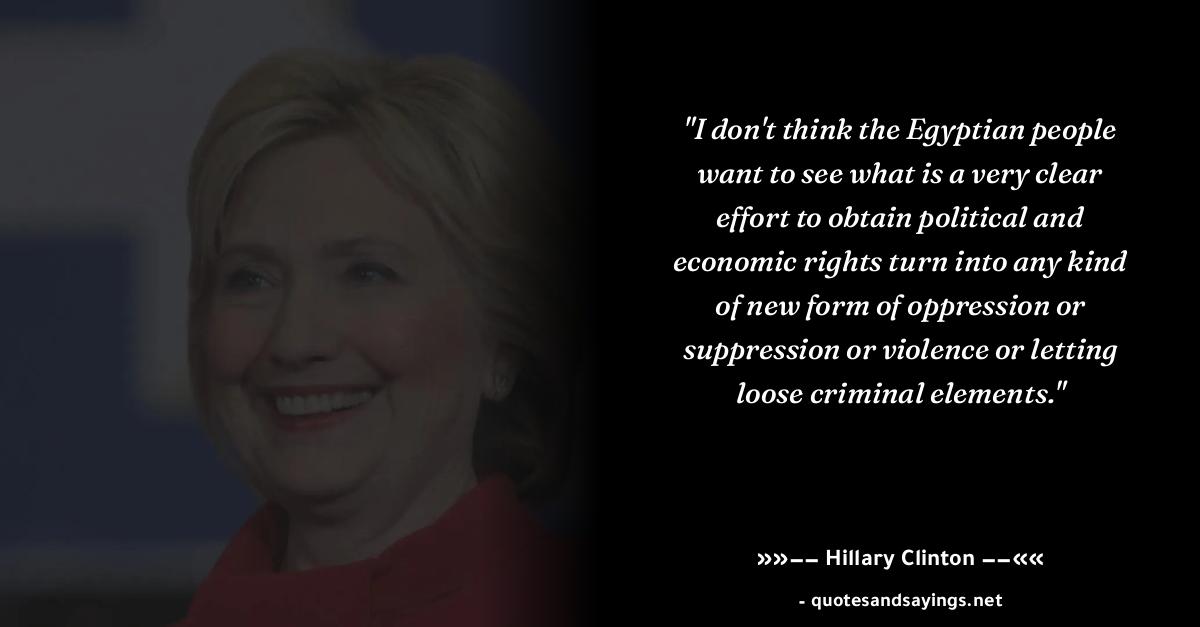 "I don't think the Egyptian people
want to see what is a very clear
effort to obtain political and
economic rights turn into any kind
of new form of oppression or
suppression or violence or letting
loose criminal elements."
»»−− Hillary Clinton −−««
- quotesandsayings.net